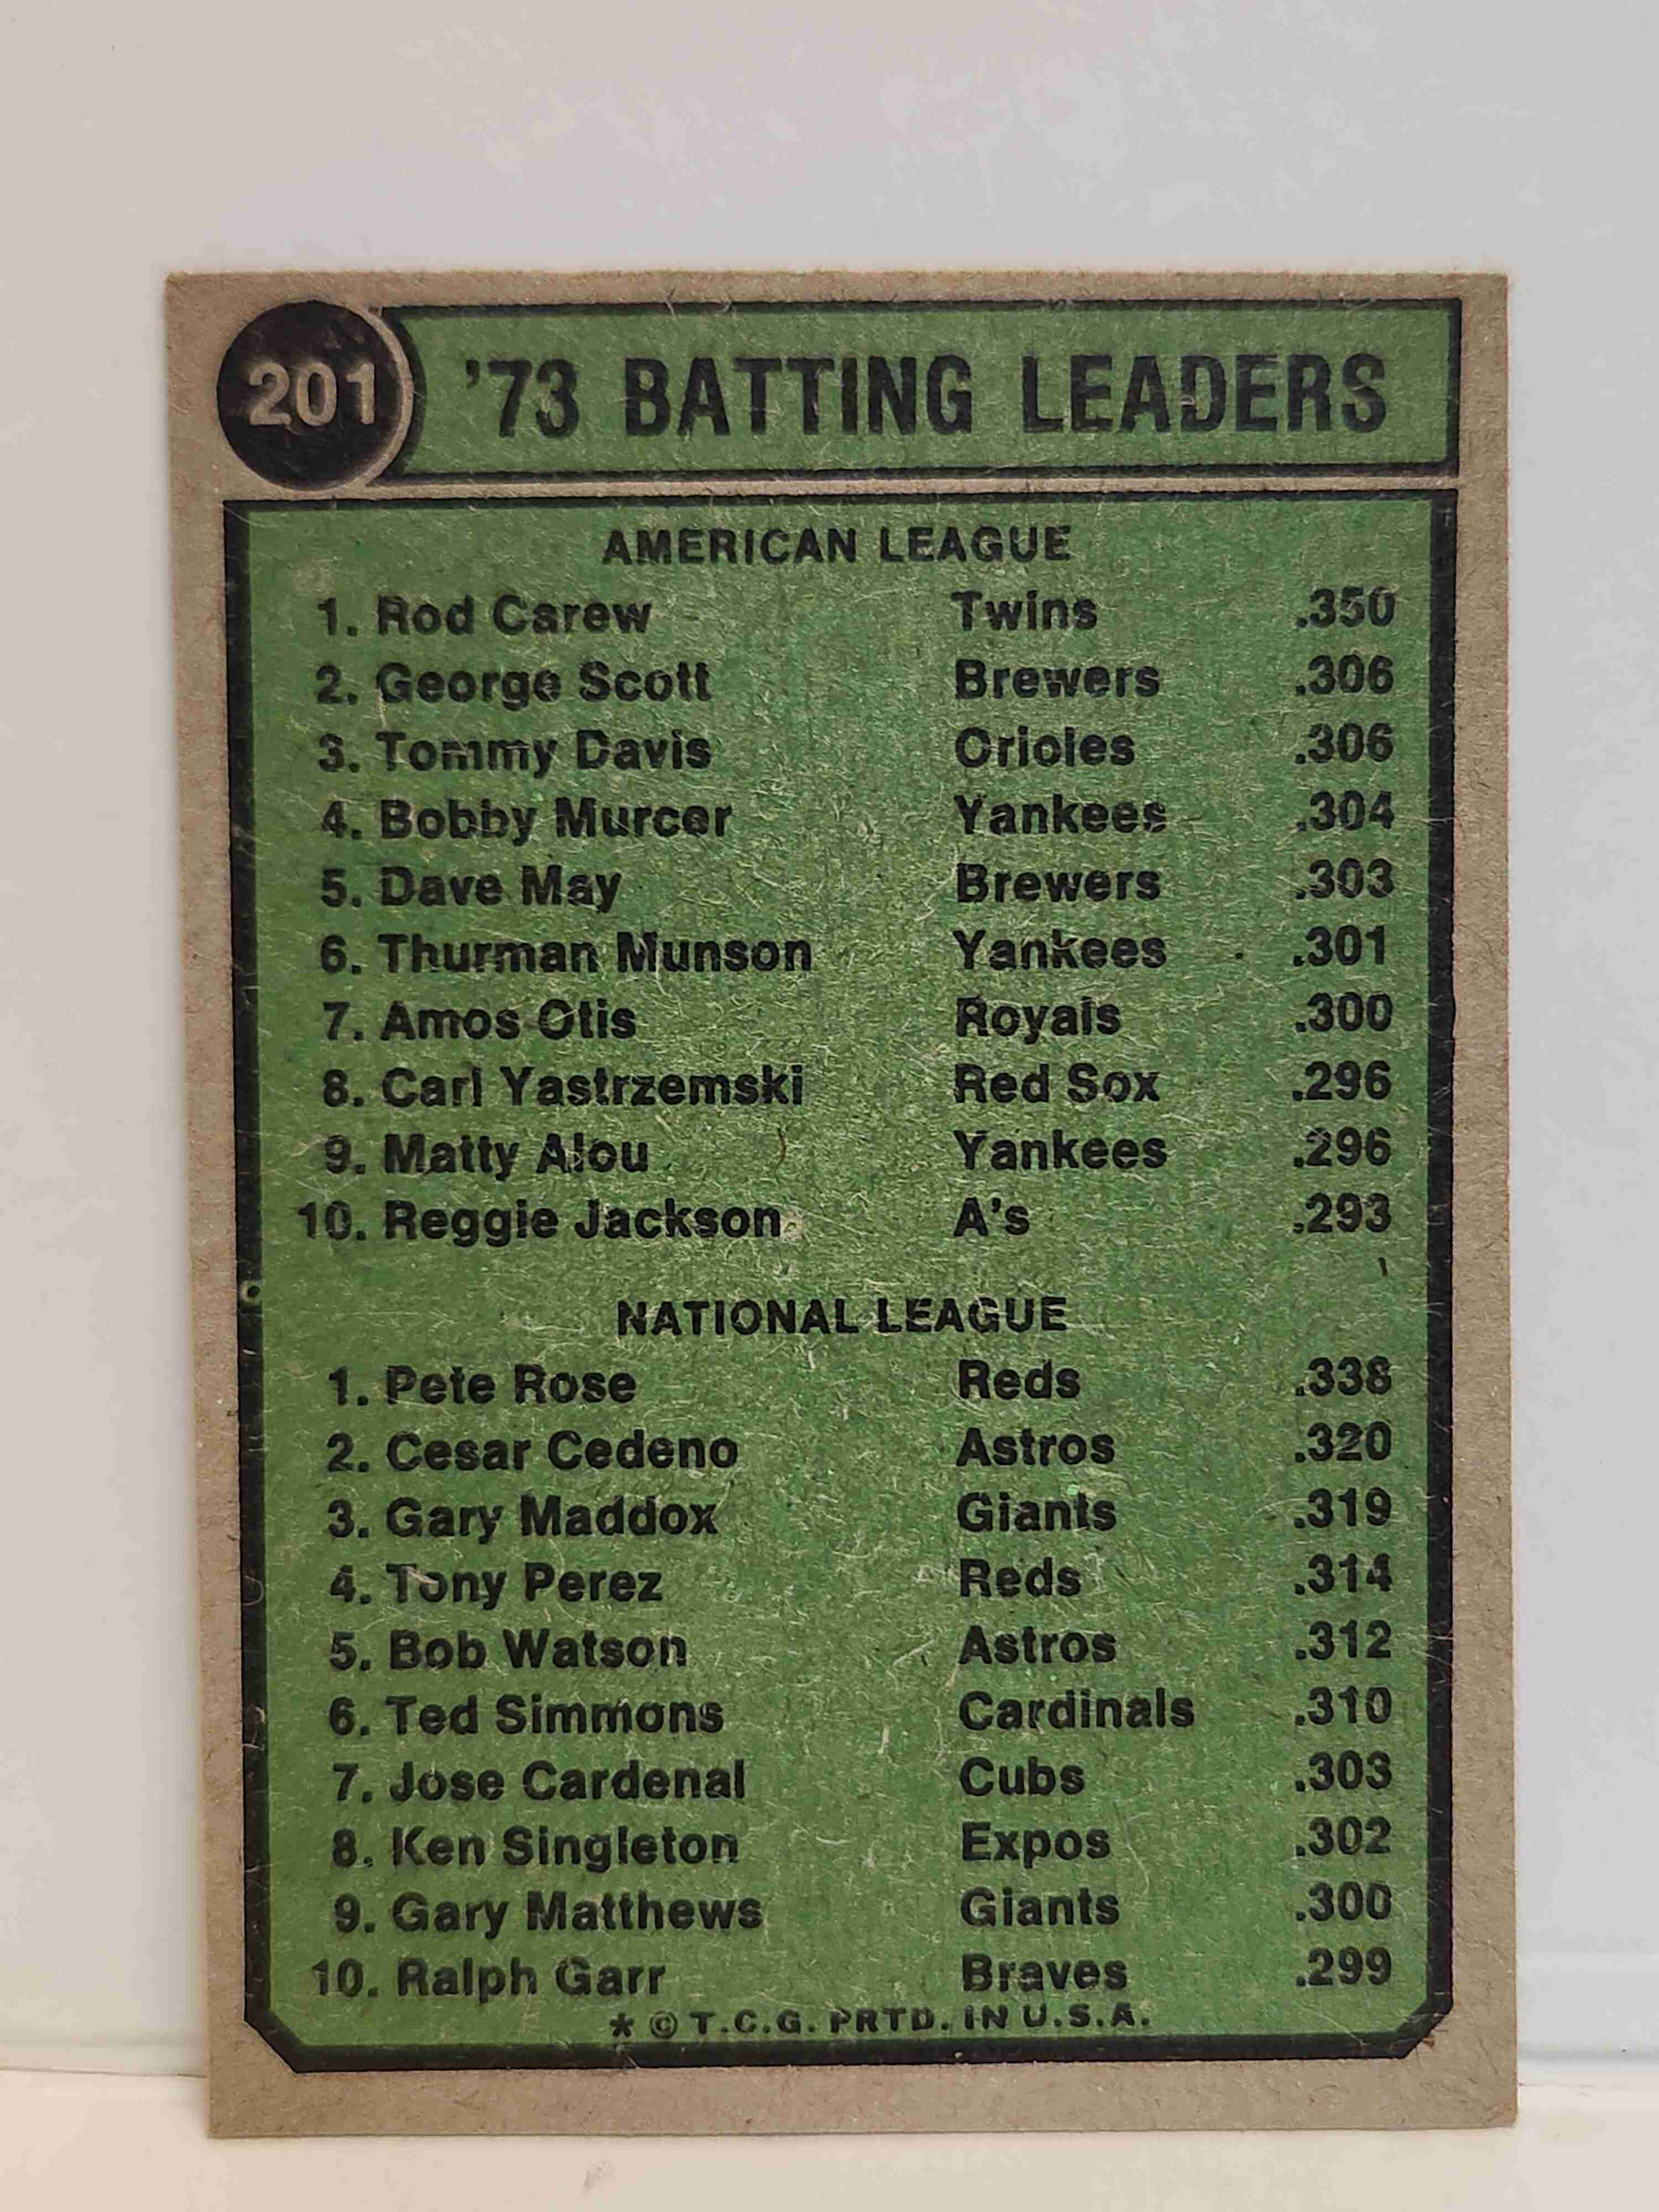 201 '73 BATTING LEADERS
AMERICAN LEAGUE
1. Rod Carew Twins .350
2. George Scott Brewers .306
3. Tommy Davis Orioles .306
4. Bobby Murcer Yankees .304
5. Dave May Brewers .303
6. Thurman Munson Yankees .301
7. Amos Otis Royals .300
8. Carl Yastrzemski Red Sox .296
9. Matty Alou Yankees .296
10. Reggie Jackson A's .293
NATIONAL LEAGUE
1. Pete Rose Reds .338
2. Cesar Cedeno Astros .320
3. Gary Maddox Giants .319
4. Tony Perez Reds .314
5. Bob Watson Astros .312
6. Ted Simmons Cardinals .310
7. Jose Cardenal Cubs .303
8. Ken Singleton Expos .302
9. Gary Matthews Giants .300
10. Ralph Garr Braves .299
* © T.C.G. PRTD. IN U.S.A.